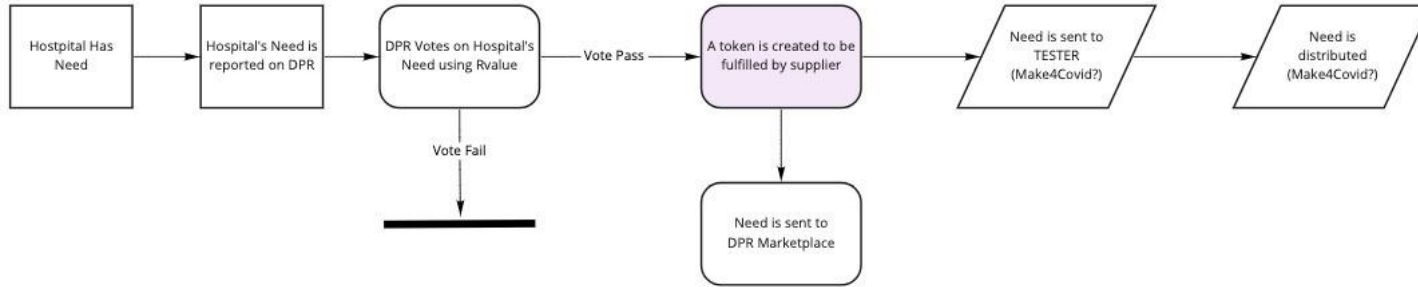 Hostpital Has
Need
Hospital's Need is
reported on DPR
DPR Votes on Hospital's
Need using Rvalue
Vote Pass
A token is created to be
fulfilled by supplier
Need is sent to
TESTER
(Make4Covid?)
Need is
distributed
(Make4Covid?)
Vote Fail
Need is sent to
DPR Marketplace